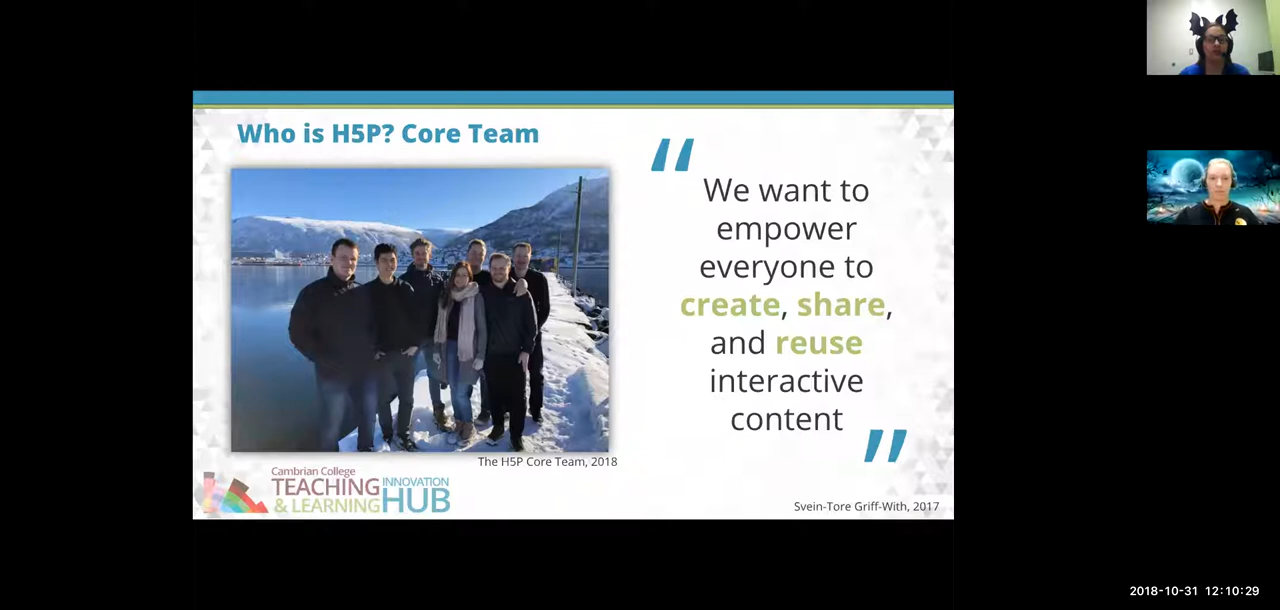 Who is H5P? Core Team
“
We want to
empower
everyone to
create, share,
and reuse
interactive
content
”
The H5P Core Team, 2018
Cambrian College
TEACHING
& LEARNING
INNOVATION
HUB
Svein-Tore Griff-With, 2017
2018-10-31 12:10:29